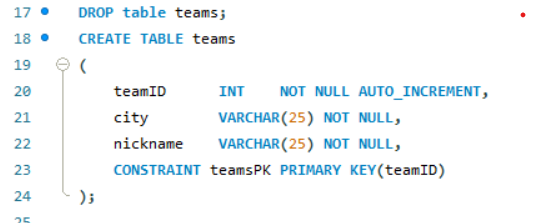 17 DROP table teams;
18 CREATE TABLE teams
19 (
20 teamID INT NOT NULL AUTO_INCREMENT,
21 city VARCHAR(25) NOT NULL,
22 nickname VARCHAR(25) NOT NULL,
23 CONSTRAINT teamsPK PRIMARY KEY(teamID)
24 );
25